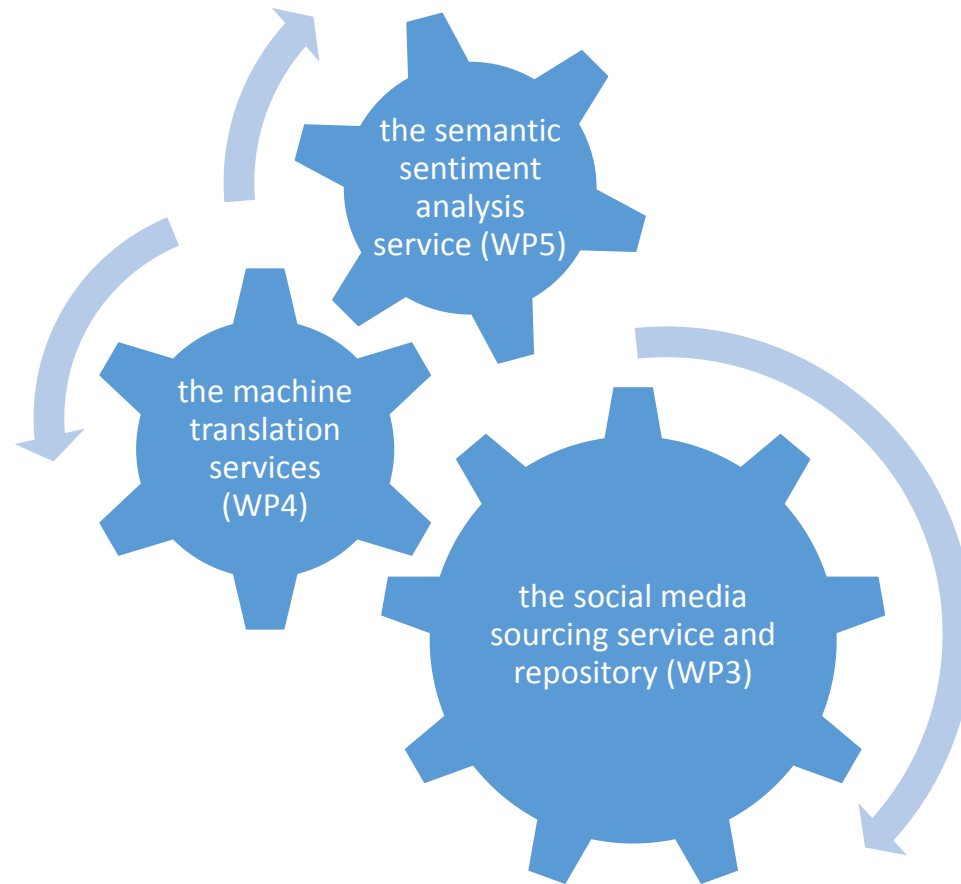 the semantic
sentiment
analysis
service (WP5)
the machine
translation
services
(WP4)
the social media
sourcing service and
repository (WP3)